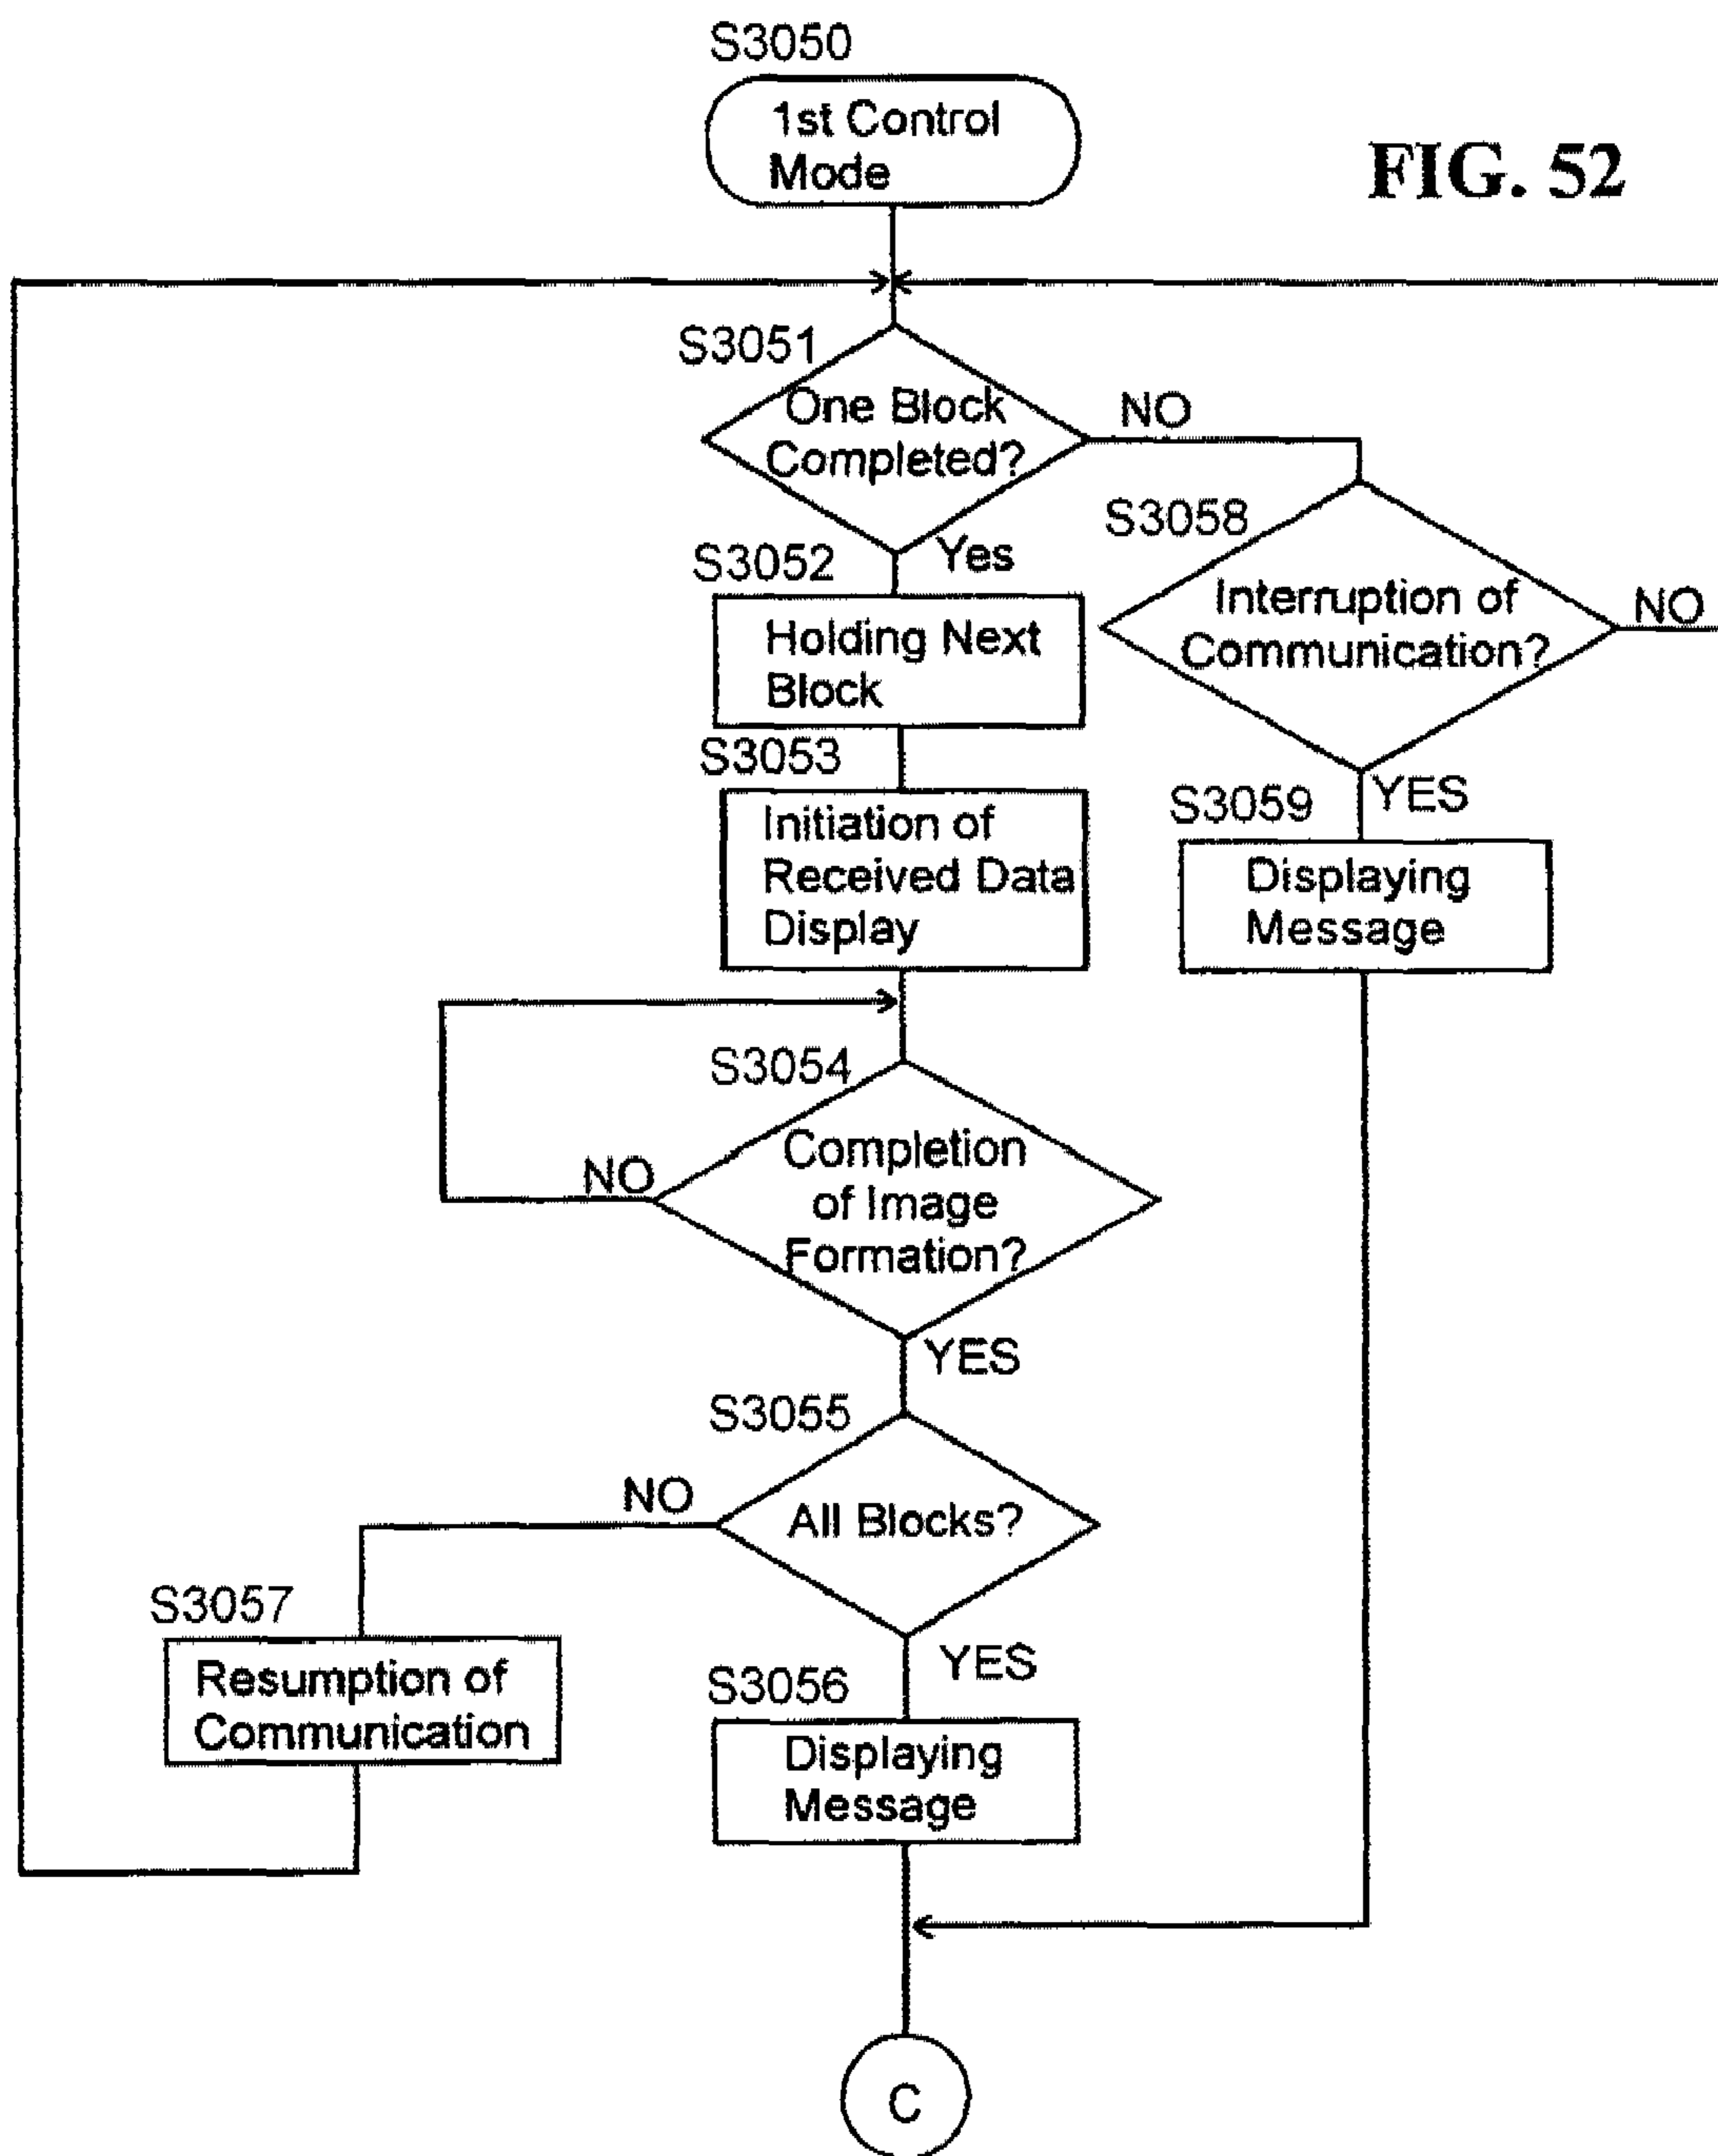 S3050
1st Control
Mode
FIG. 52
S3051
One Block
Completed?
NO
Yes
S3058
Interruption of
Communication?
NO
S3052
Holding Next
Block
S3053
Initiation of
Received Data
Display
YES
S3059
Displaying
Message
S3054
Completion
of Image
Formation?
NO
YES
S3055
All Blocks?
NO
YES
S3057
Resumption of
Communication
S3056
Displaying
Message
C